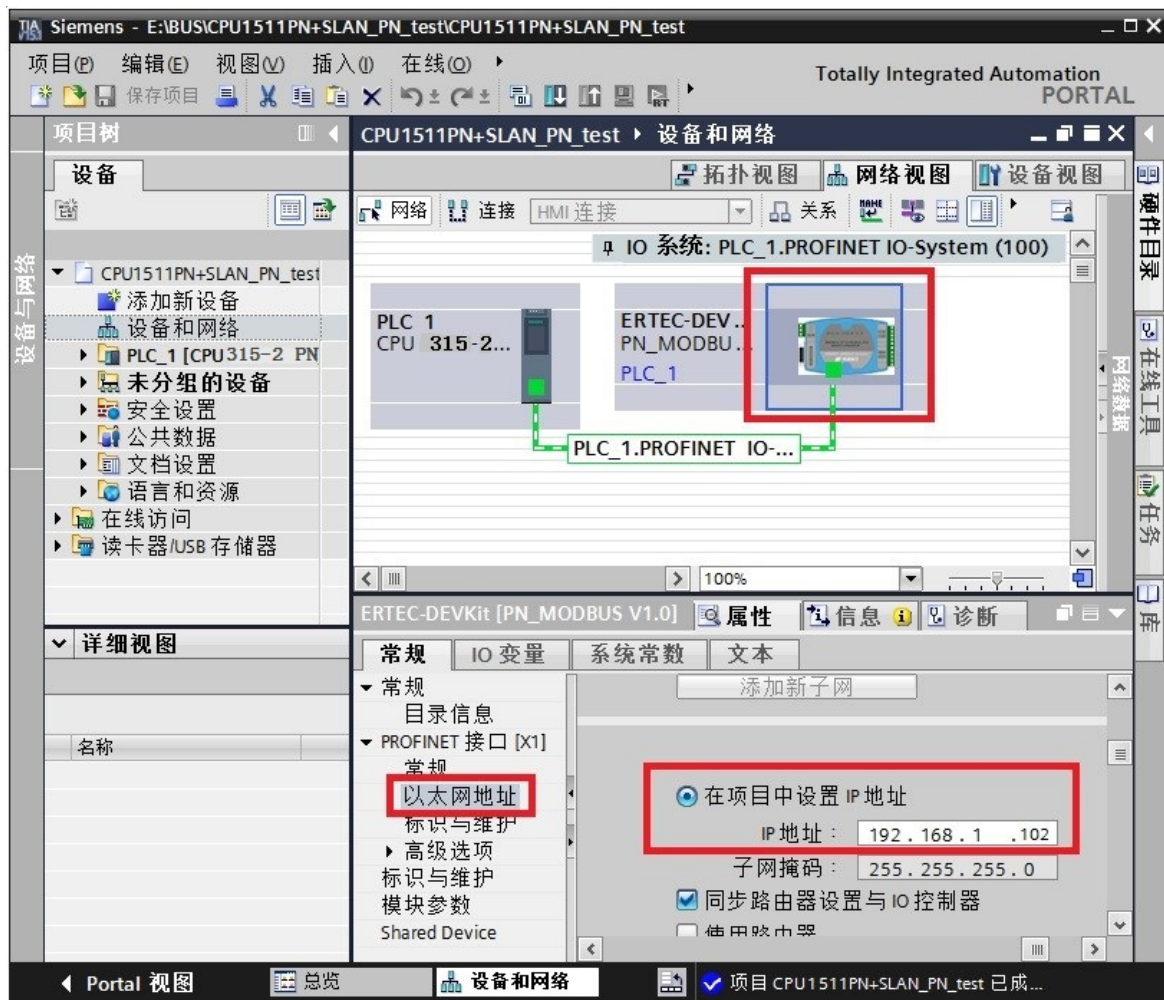 Siemens - E:\BUS\CPU1511PN+SLAN_PN_test\CPU1511PN+SLAN_PN_test
项目(P) 编辑(E) 视图(V) 插入(I) 在线(O)
Totally Integrated Automation
PORTAL
保存项目
项目树
CPU1511PN+SLAN_PN_test 设备和网络
设备
拓扑视图 网络视图 设备视图
网络 连接 HMI 连接 关系
IO 系统: PLC_1.PROFINET IO-System (100)
设备与网络
CPU1511PN+SLAN_PN_test
添加新设备
设备和网络
PLC_1 [CPU315-2 PN
未分组的设备
安全设置
公共数据
文档设置
语言和资源
在线访问
读卡器/USB 存储器
PLC 1
CPU 315-2...
ERTEC-DEV...
PN_MODBU...
PLC_1
PLC_1.PROFINET IO-...
100%
网络数据
硬件目录
在线工具
任务
库
详细视图
名称
ERTEC-DEVKit [PN_MODBUS V1.0] 属性 信息 诊断
常规 IO 变量 系统常数 文本
常规
目录信息
PROFINET 接口 [X1]
常规
以太网地址
标识与维护
高级选项
标识与维护
模块参数
Shared Device
添加新子网
在项目中设置 IP 地址
IP 地址: 192.168.1.102
子网掩码: 255.255.255.0
同步路由器设置与 IO 控制器
使用路由器
Portal 视图 总览 设备和网络 项目 CPU1511PN+SLAN_PN_test 已成...